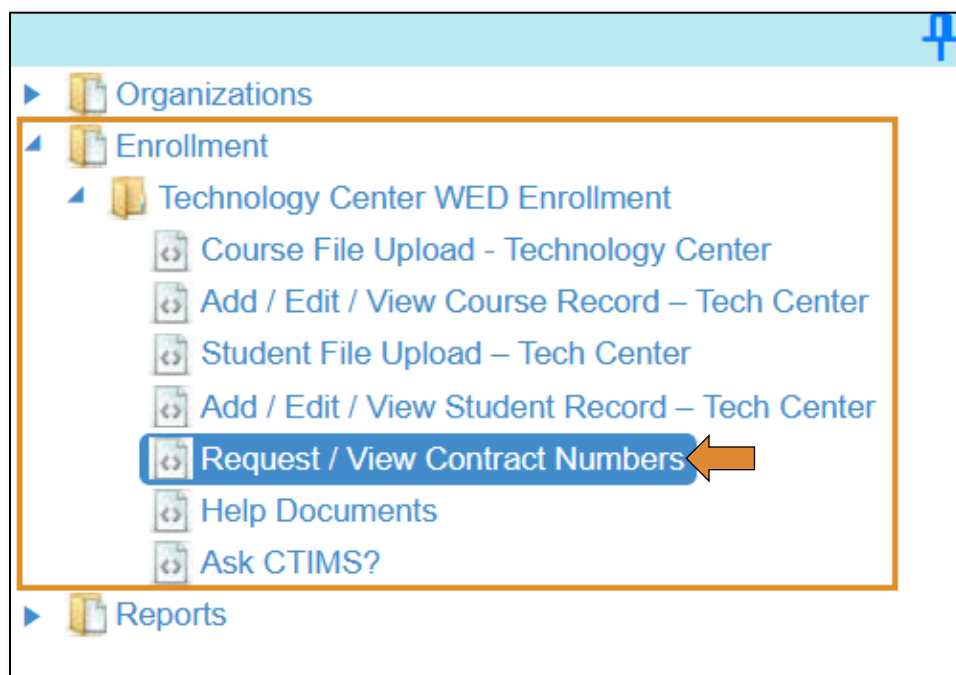 Organizations
Enrollment
Technology Center WED Enrollment
Course File Upload - Technology Center
Add / Edit / View Course Record – Tech Center
Student File Upload – Tech Center
Add / Edit / View Student Record – Tech Center
Request / View Contract Numbers
Help Documents
Ask CTIMS?
Reports